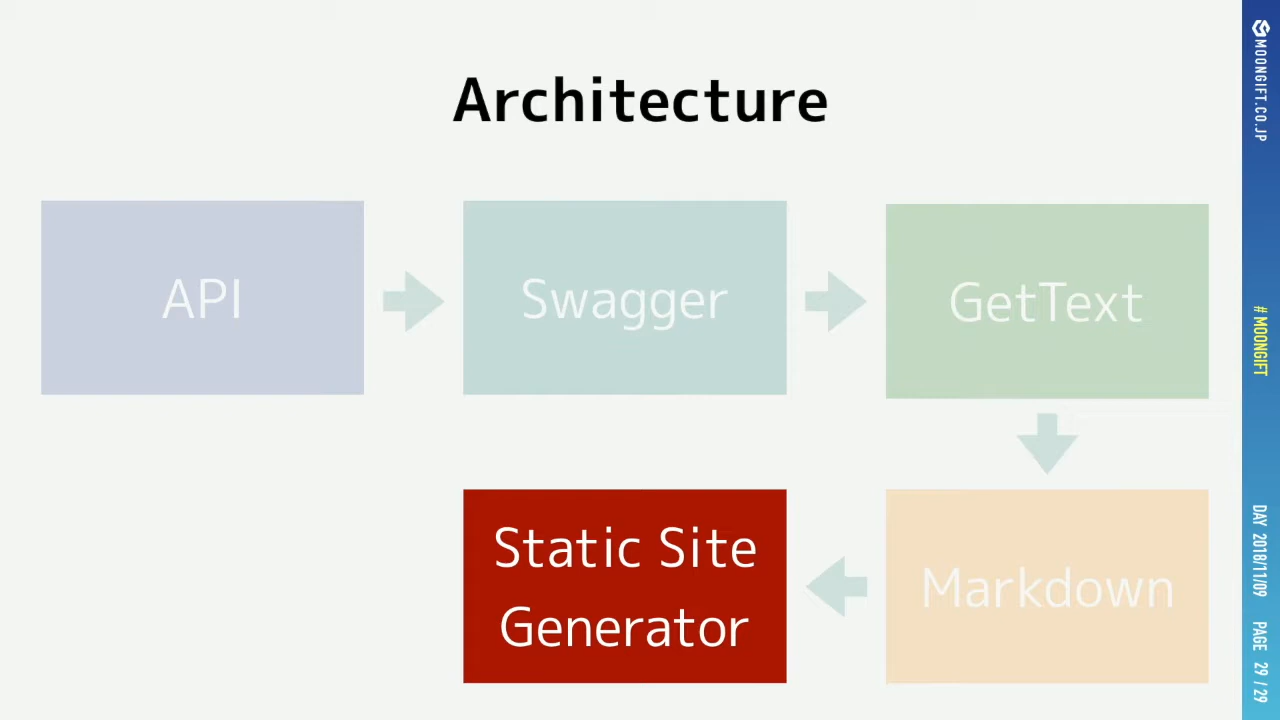 Architecture
API
Swagger
GetText
Static Site
Generator
Markdown
MOONGIFT.CO.JP
# MOONGIFT
DAY 2018/11/09 PAGE 29 / 29